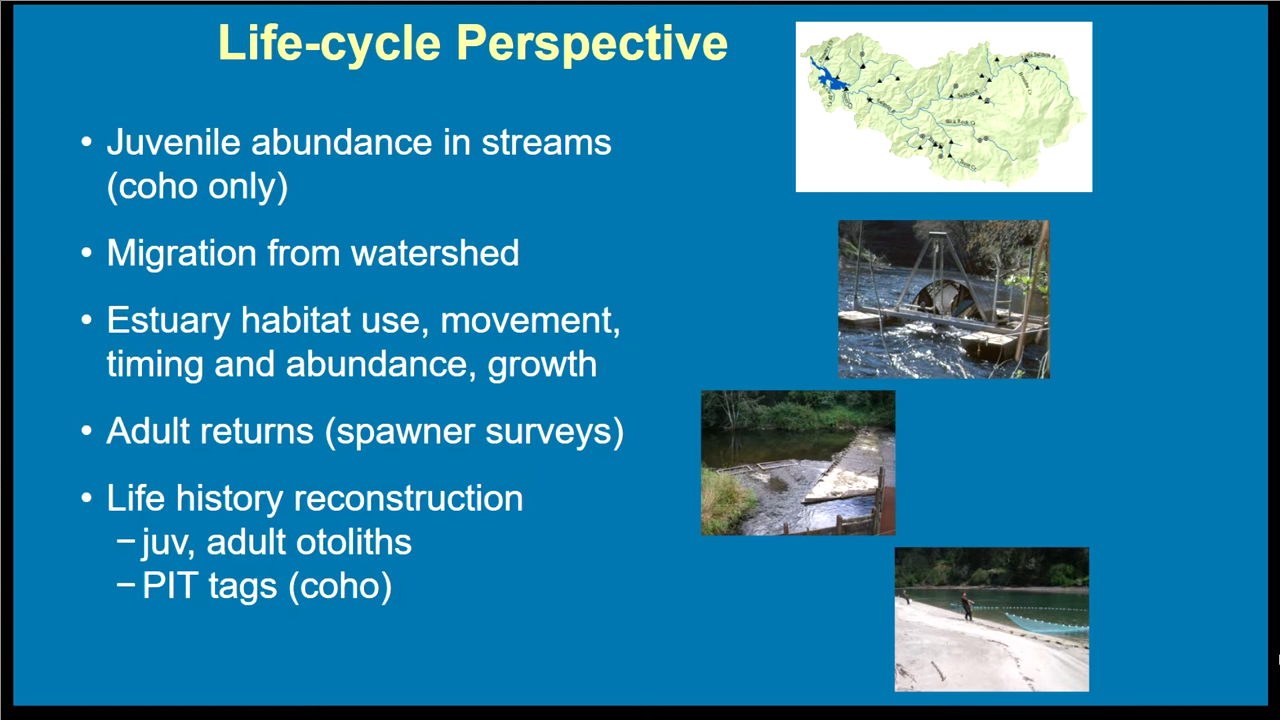 Life-cycle Perspective
• Juvenile abundance in streams
(coho only)
• Migration from watershed
• Estuary habitat use, movement,
timing and abundance, growth
• Adult returns (spawner surveys)
• Life history reconstruction
– juv, adult otoliths
– PIT tags (coho)